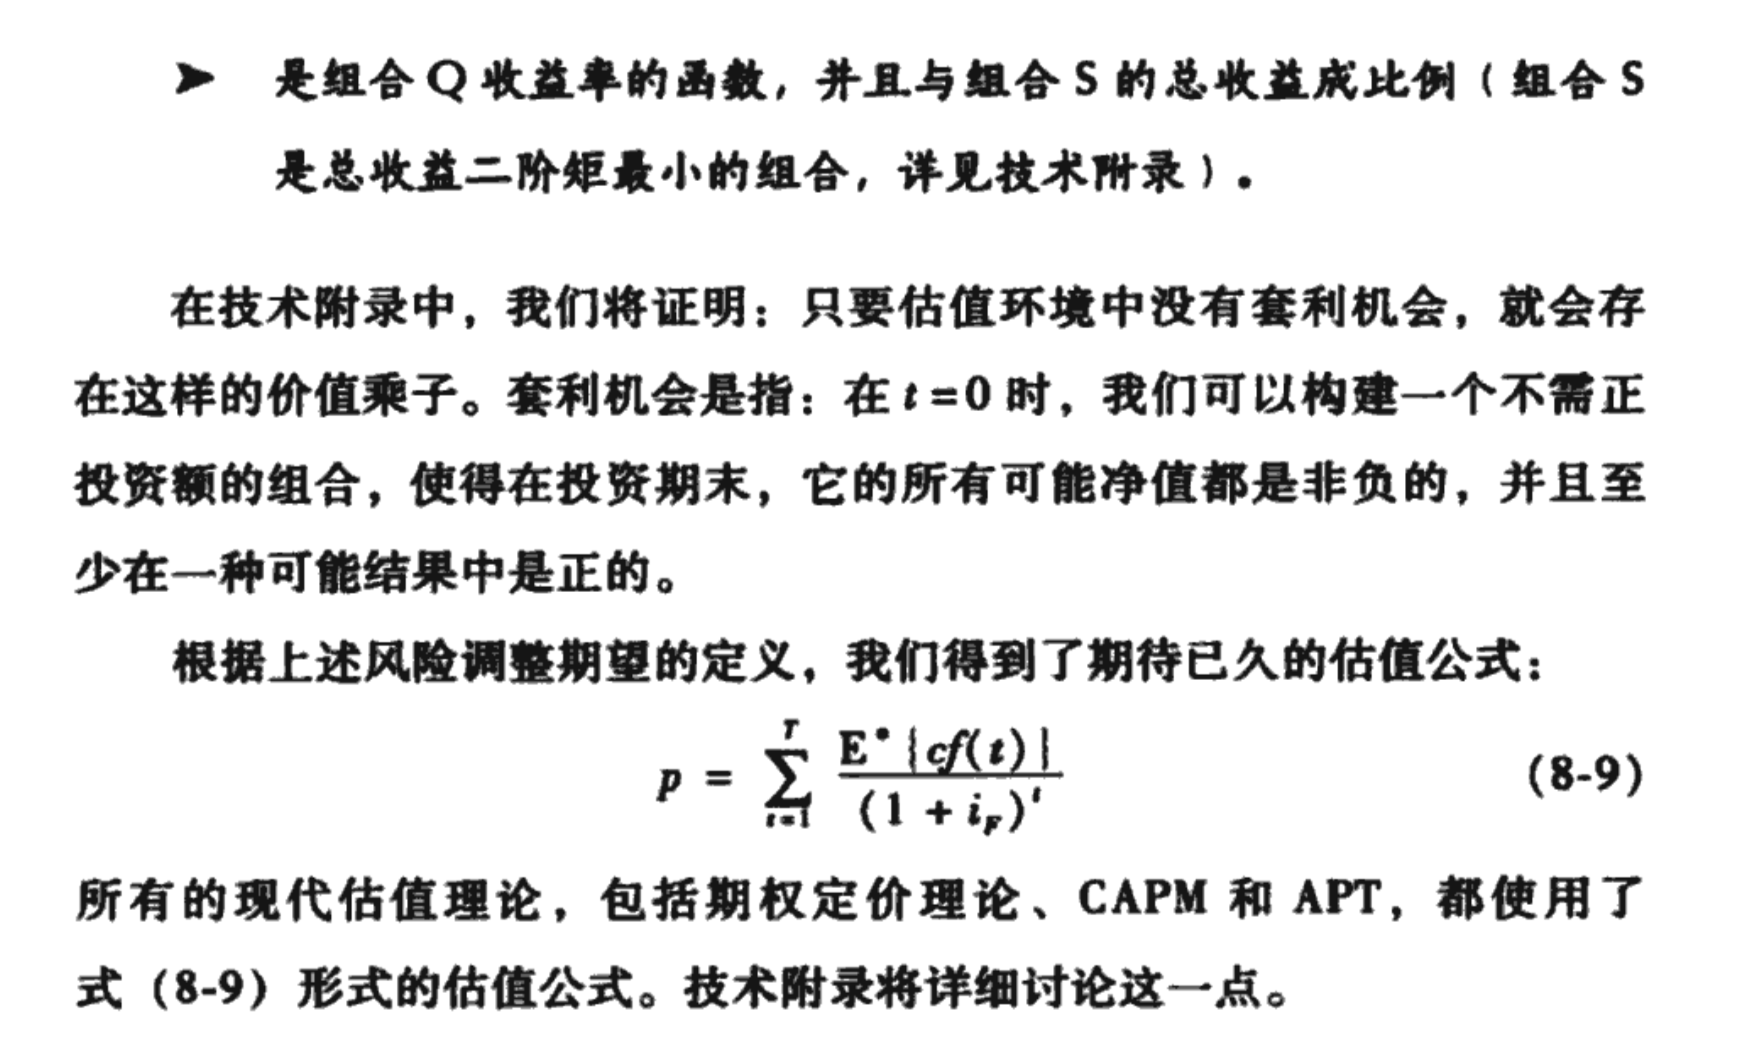 ➤ 是组合 Q 收益率的函数，并且与组合 S 的总收益成比例（组合 S
是总收益二阶矩最小的组合，详见技术附录）。
在技术附录中，我们将证明：只要估值环境中没有套利机会，就会存
在这样的价值乘子。套利机会是指：在 t=0 时，我们可以构建一个不需正
投资额的组合，使得在投资期末，它的所有可能净值都是非负的，并且至
少在一种可能结果中是正的。
根据上述风险调整期望的定义，我们得到了期待已久的估值公式：
p = \sum_{t=1}^{T} \frac{E^*\{cf(t)\}}{(1+i_F)^t} (8-9)
所有的现代估值理论，包括期权定价理论、CAPM 和 APT，都使用了
式（8-9）形式的估值公式。技术附录将详细讨论这一点。